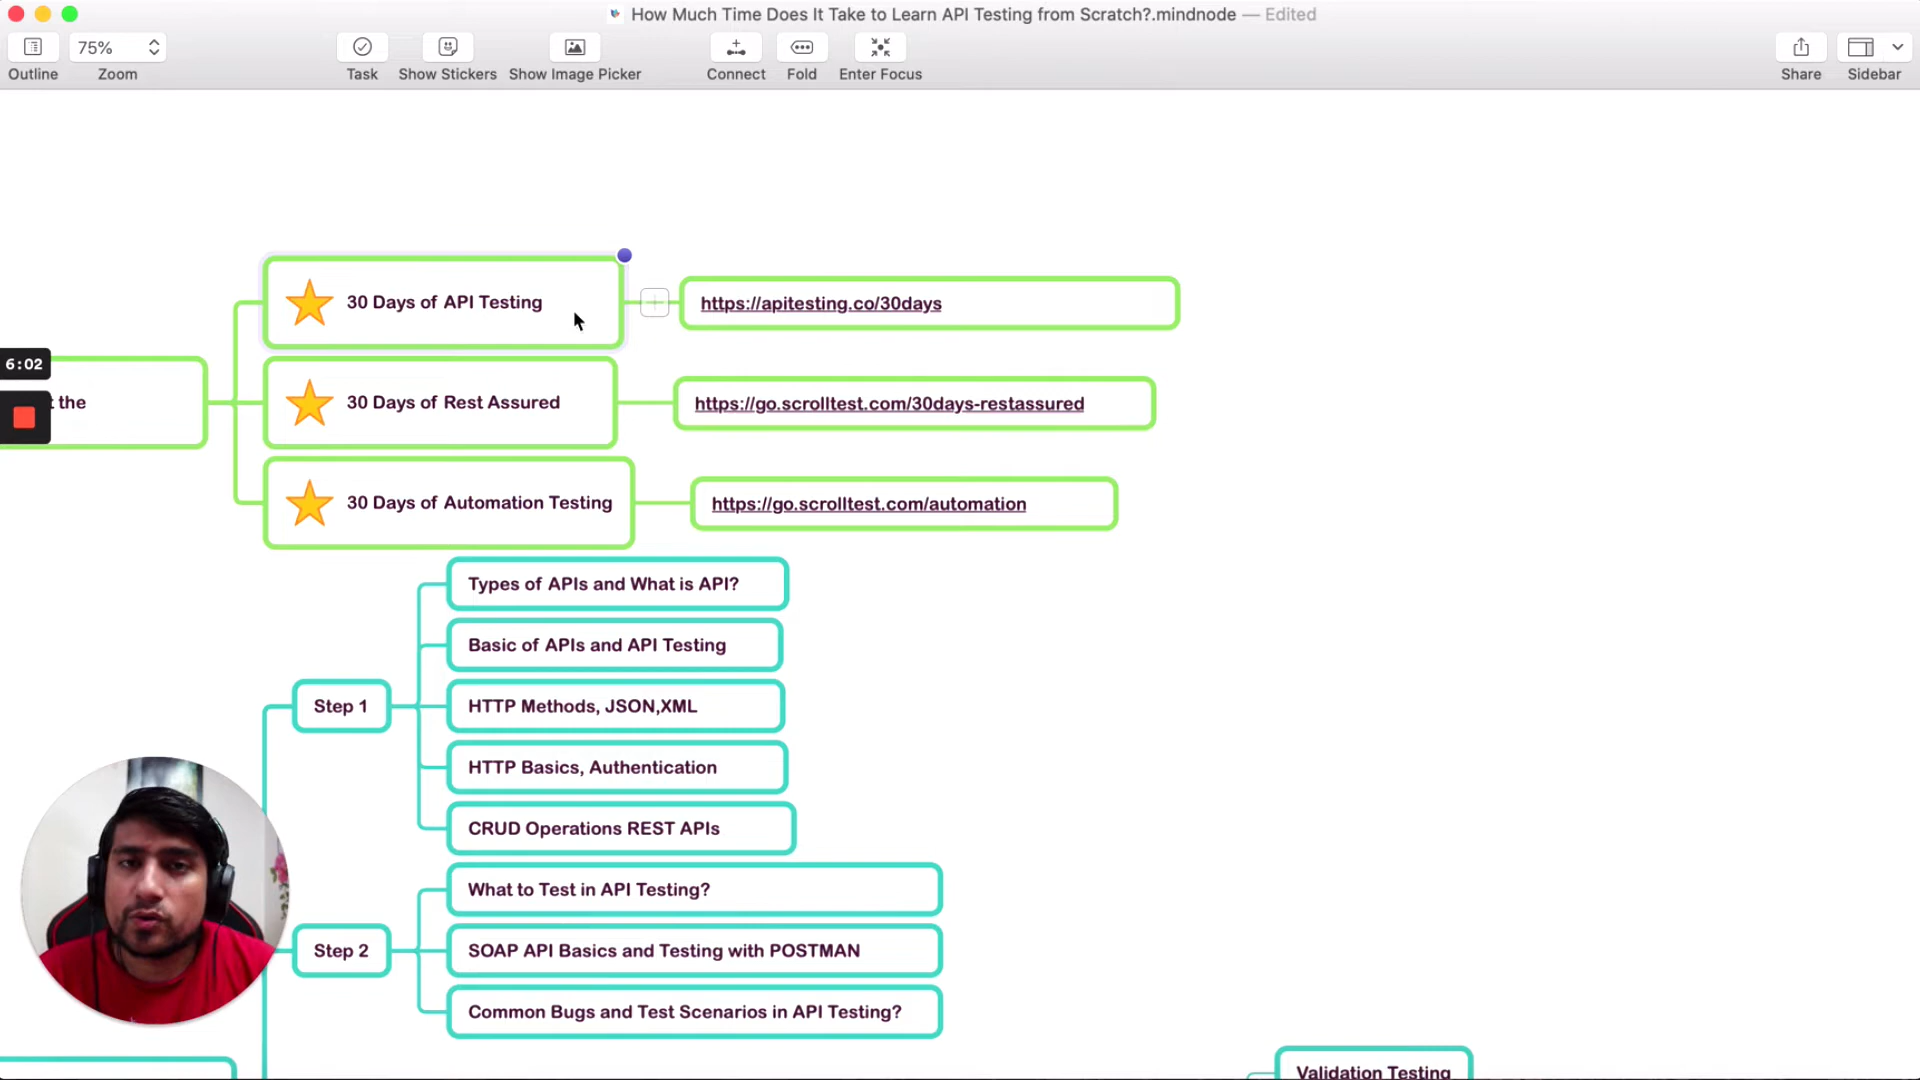 How Much Time Does It Take to Learn API Testing from Scratch?.mindnode — Edited
75%
Outline
Zoom
Task
Show Stickers
Show Image Picker
Connect
Fold
Enter Focus
Share
Sidebar
30 Days of API Testing
https://apitesting.co/30days
6:02
the
30 Days of Rest Assured
https://go.scrolltest.com/30days-restassured
30 Days of Automation Testing
https://go.scrolltest.com/automation
Step 1
Types of APIs and What is API?
Basic of APIs and API Testing
HTTP Methods, JSON,XML
HTTP Basics, Authentication
CRUD Operations REST APIs
Step 2
What to Test in API Testing?
SOAP API Basics and Testing with POSTMAN
Common Bugs and Test Scenarios in API Testing?
Validation Testing